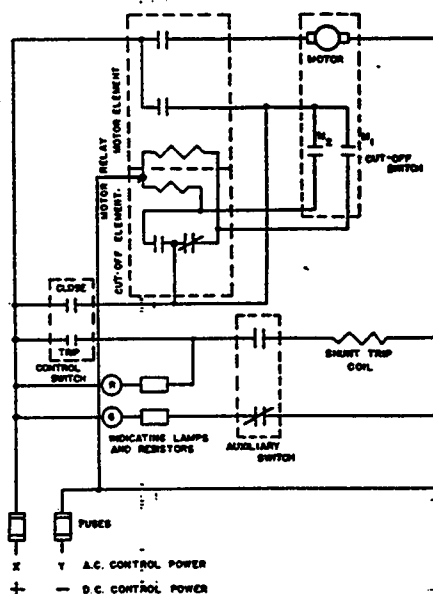 MOTOR
MOTOR ELEMENT
M2
M1
CUT-OFF
SWITCH
MOTOR RELAY
CUT-OFF ELEMENT
CLOSE
TRIP
CONTROL
SWITCH
SHUNT TRIP
COIL
R
G
INDICATING LAMPS
AND RESISTORS
AUXILIARY
SWITCH
FUSES
X Y A.C. CONTROL POWER
+ − D.C. CONTROL POWER